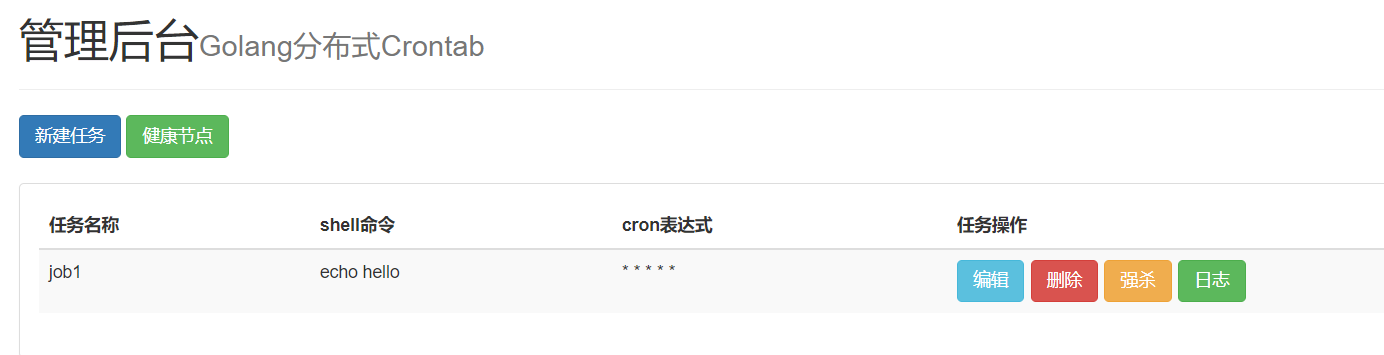 管理后台Golang分布式Crontab
新建任务 健康节点
任务名称 shell命令 cron表达式 任务操作
job1 echo hello * * * * * 编辑 删除 强杀 日志